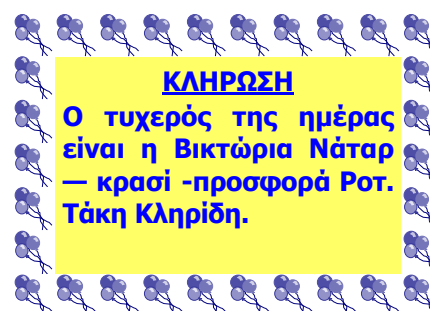 ΚΛΗΡΩΣΗ
Ο τυχερός της ημέρας
είναι η Βικτώρια Νάταρ
— κρασί -προσφορά Ροτ.
Τάκη Κληρίδη.